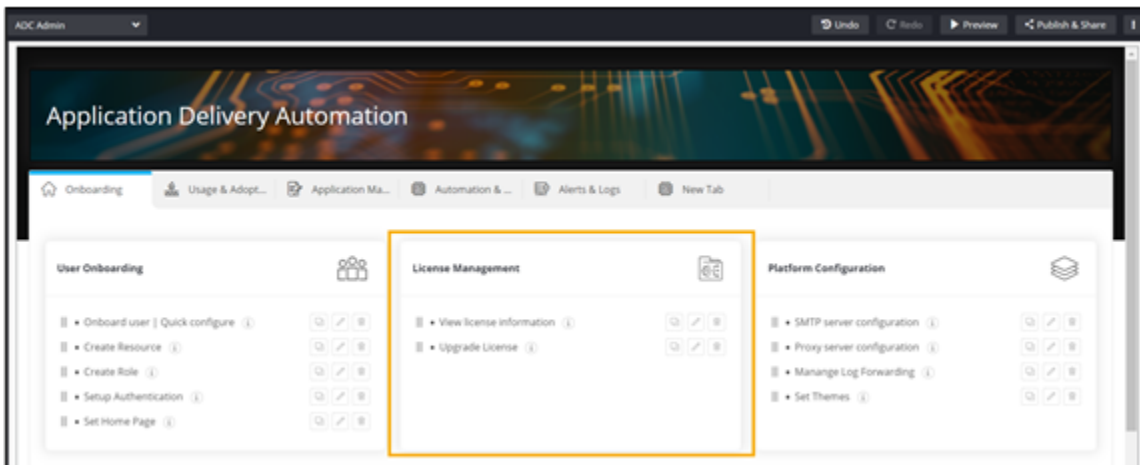 ADC Admin
Undo
Redo
Preview
Publish & Share
Application Delivery Automation
Onboarding
Usage & Adopt...
Application Ma...
Automation & ...
Alerts & Logs
New Tab
User Onboarding
• Onboard user | Quick configure
• Create Resource
• Create Role
• Setup Authentication
• Set Home Page
License Management
• View license information
• Upgrade License
Platform Configuration
• SMTP server configuration
• Proxy server configuration
• Manange Log Forwarding
• Set Themes